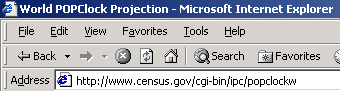 World POPClock Projection - Microsoft Internet Explorer
File Edit View Favorites Tools Help
Back Search Favorites
Address http://www.census.gov/cgi-bin/ipc/popclockw